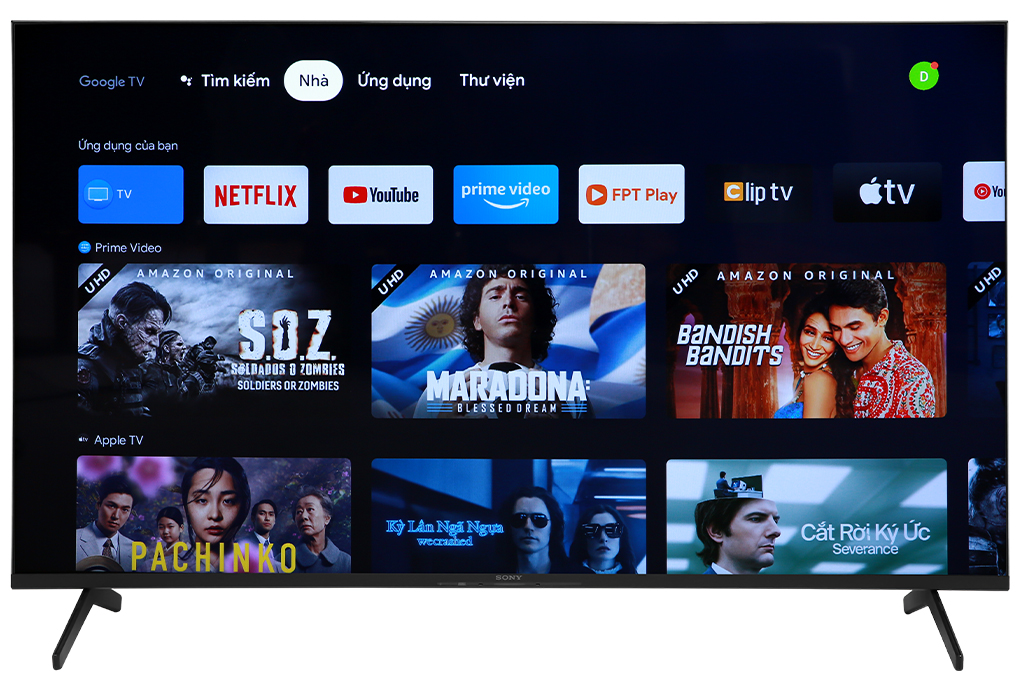 Google TV
Tìm kiếm
Nhà
Ứng dụng
Thư viện
D
Ứng dụng của bạn
TV
NETFLIX
YouTube
prime video
FPT Play
Clip tv
tv
You
Prime Video
UHD
AMAZON ORIGINAL
S.O.Z.
SOLDADOS O ZOMBIES
SOLDIERS OR ZOMBIES
UHD
AMAZON ORIGINAL
MARADONA:
BLESSED DREAM
UHD
AMAZON ORIGINAL
BANDISH
BANDITS
UHD
tv Apple TV
PACHINKO
Kỳ Lân Ngã Ngựa
wecrashed
Cắt Rời Ký Ức
Severance
SONY